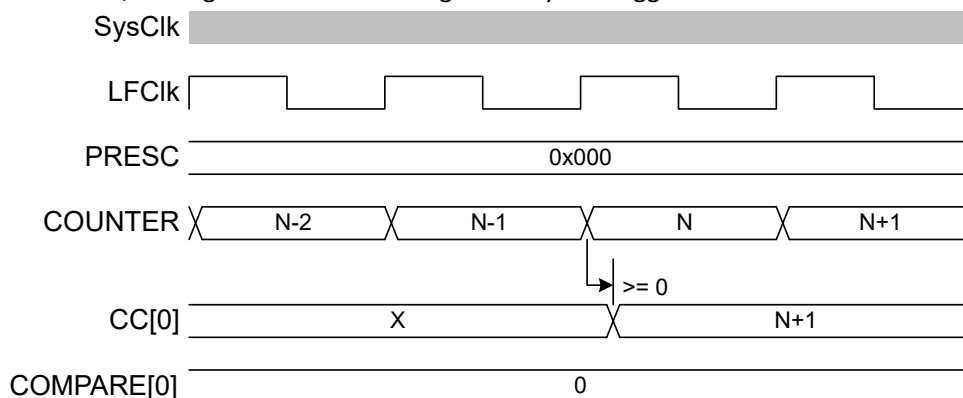 SysClk
LFClk
PRESC 0x000
COUNTER N-2 N-1 N N+1
>= 0
CC[0] X N+1
COMPARE[0] 0